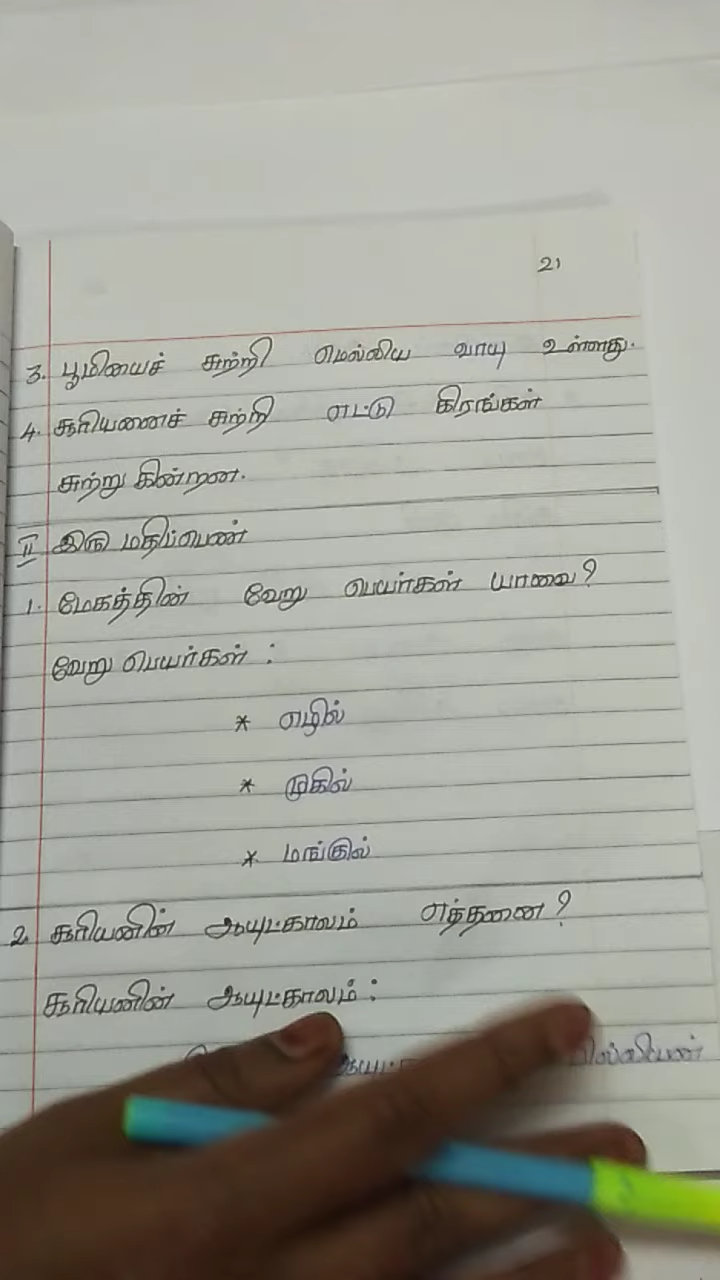 21
3. பூமியைச் சுற்றி மெல்லிய வாயு உள்ளது.
4. சூரியனைச் சுற்றி எட்டு கிரங்கள்
சுற்று கின்றன.
II இரு மதிப்பெண்
1. மேகத்தின் வேறு பெயர்கள் யாவை?
வேறு பெயர்கள் :
* எழில்
* முகில்
* மங்குல்
2. சூரியனின் ஆயுட்காலம் எத்தனை?
சூரியனின் ஆயுட்காலம் :